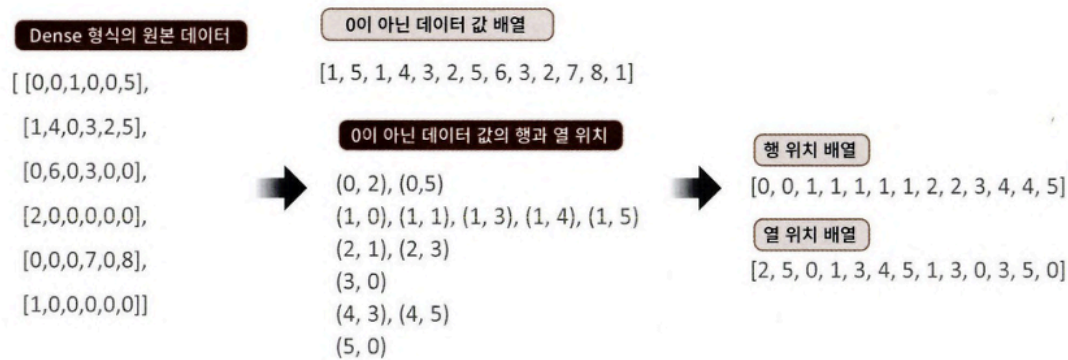 Dense 형식의 원본 데이터
[ [0,0,1,0,0,5],
[1,4,0,3,2,5],
[0,6,0,3,0,0],
[2,0,0,0,0,0],
[0,0,0,7,0,8],
[1,0,0,0,0,0]]
0이 아닌 데이터 값 배열
[1, 5, 1, 4, 3, 2, 5, 6, 3, 2, 7, 8, 1]
0이 아닌 데이터 값의 행과 열 위치
(0, 2), (0,5)
(1, 0), (1, 1), (1, 3), (1, 4), (1, 5)
(2, 1), (2, 3)
(3, 0)
(4, 3), (4, 5)
(5, 0)
행 위치 배열
[0, 0, 1, 1, 1, 1, 1, 2, 2, 3, 4, 4, 5]
열 위치 배열
[2, 5, 0, 1, 3, 4, 5, 1, 3, 0, 3, 5, 0]